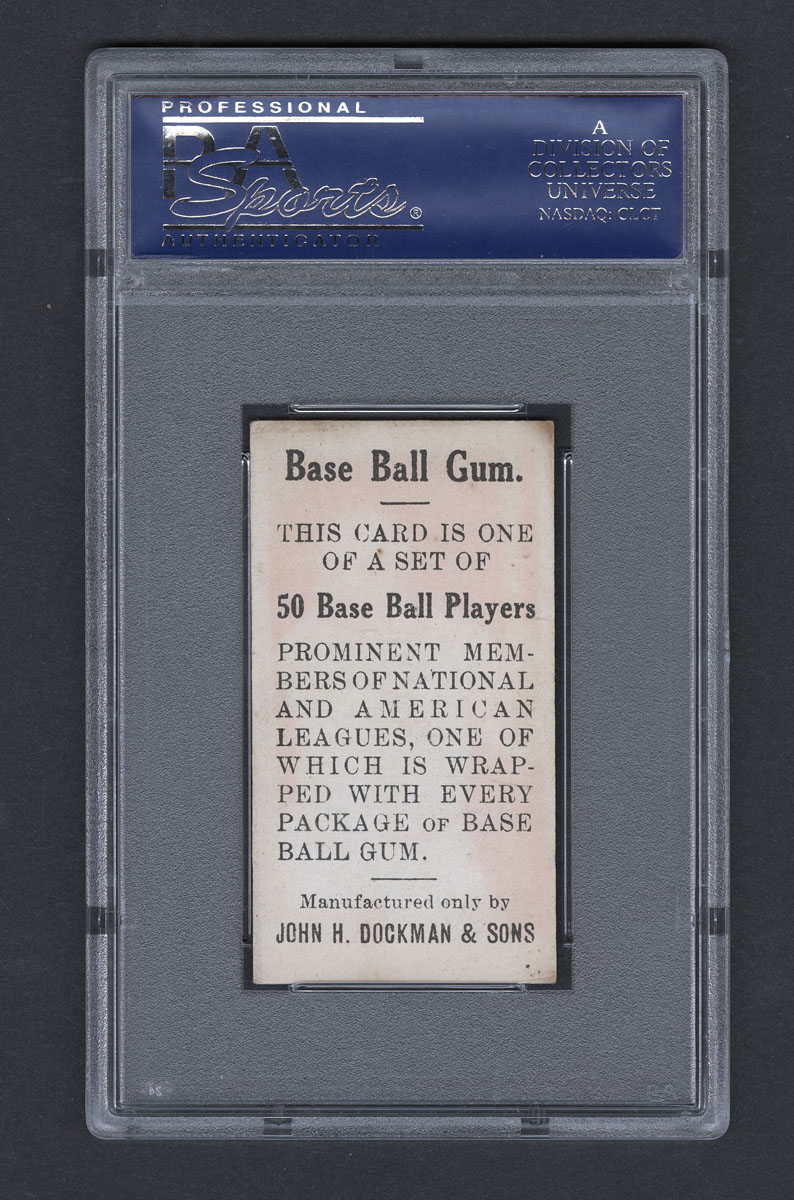 PROFESSIONAL
PSA
Sports®
AUTHENTICATOR
A
DIVISION OF
COLLECTORS
UNIVERSE
NASDAQ: CLCT
Base Ball Gum.
THIS CARD IS ONE
OF A SET OF
50 Base Ball Players
PROMINENT MEM-
BERS OF NATIONAL
AND AMERICAN
LEAGUES, ONE OF
WHICH IS WRAP-
PED WITH EVERY
PACKAGE OF BASE
BALL GUM.
Manufactured only by
JOHN H. DOCKMAN & SONS